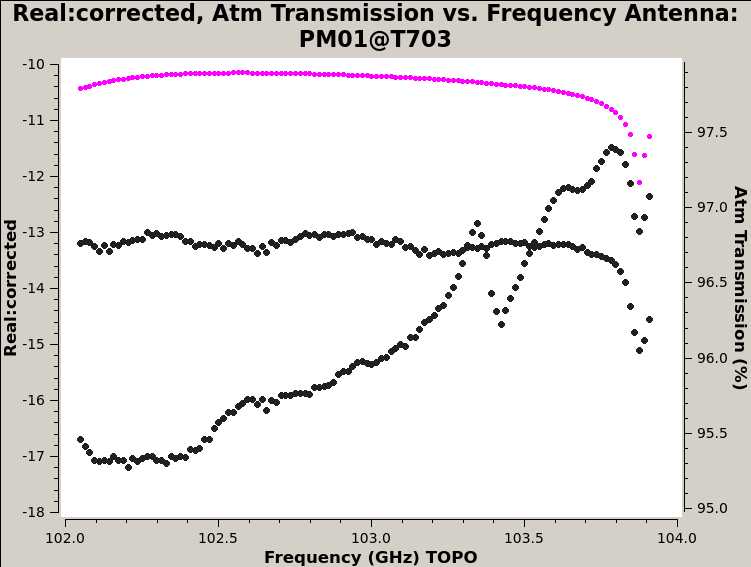 Real:corrected, Atm Transmission vs. Frequency Antenna:
PM01@T703
-10
-11
-12
-13
-14
-15
-16
-17
-18
Real:corrected
97.5
97.0
96.5
96.0
95.5
95.0
Atm Transmission (%)
102.0 102.5 103.0 103.5 104.0
Frequency (GHz) TOPO